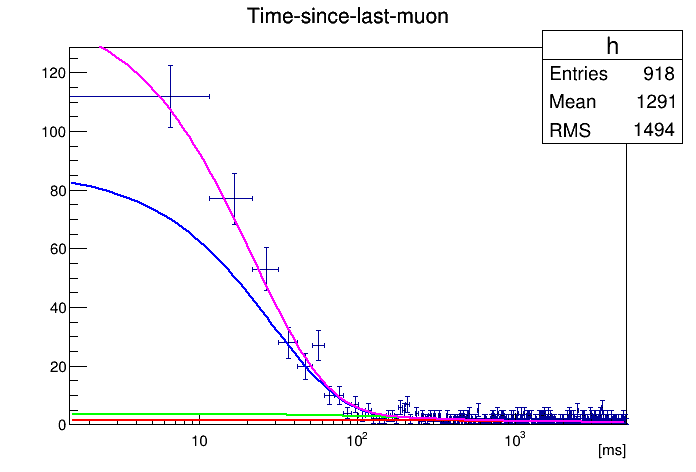 Time-since-last-muon
h
Entries 918
Mean 1291
RMS 1494
120
100
80
60
40
20
0
10 10² 10³
[ms]